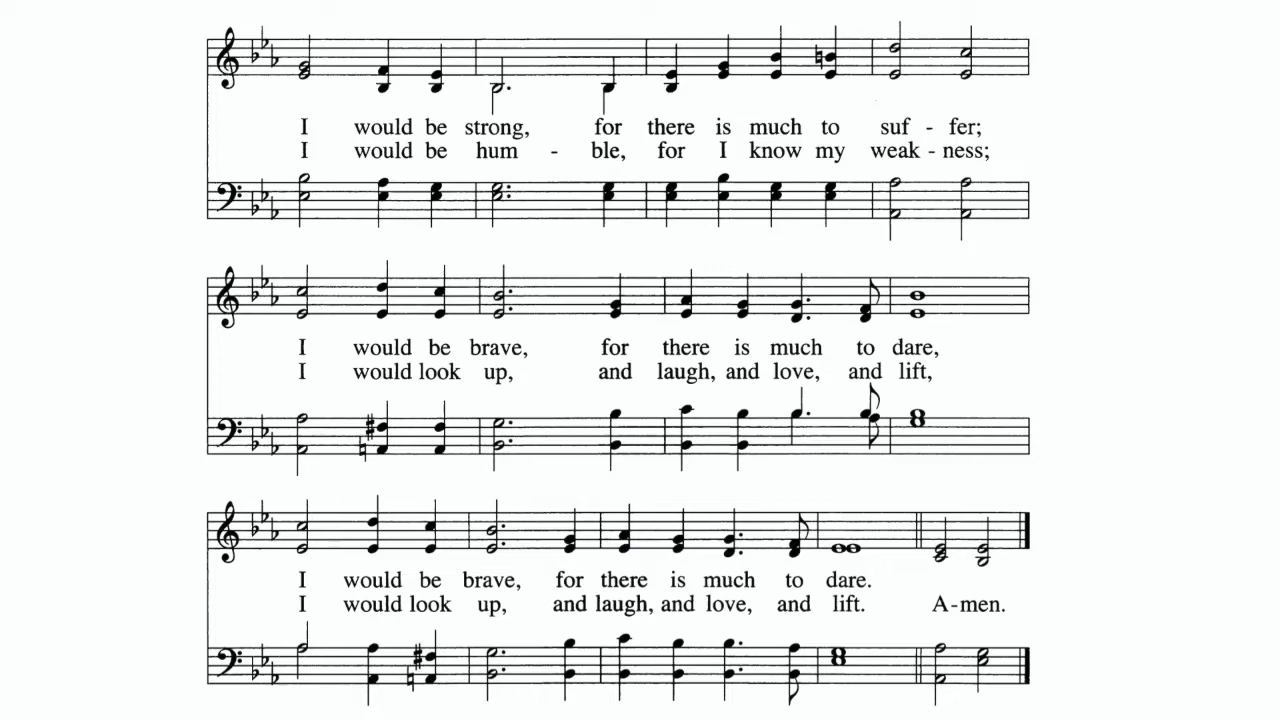 I would be strong, for there is much to suf - fer;
I would be hum - ble, for I know my weak - ness;
I would be brave, for there is much to dare,
I would look up, and laugh, and love, and lift,
I would be brave, for there is much to dare.
I would look up, and laugh, and love, and lift. A-men.